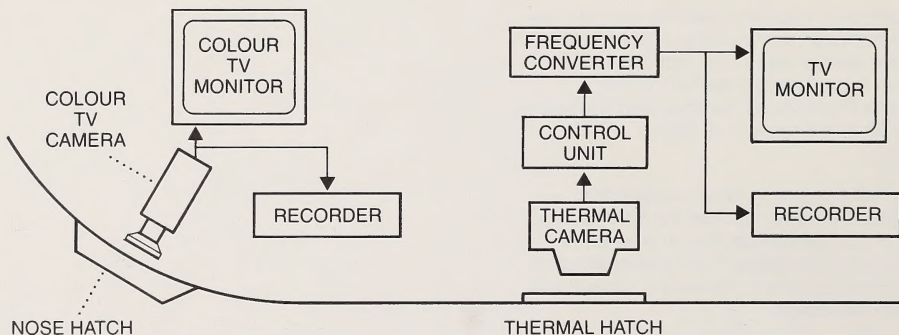 COLOUR
TV
MONITOR
COLOUR
TV
CAMERA
RECORDER
NOSE HATCH
FREQUENCY
CONVERTER
CONTROL
UNIT
THERMAL
CAMERA
THERMAL HATCH
TV
MONITOR
RECORDER